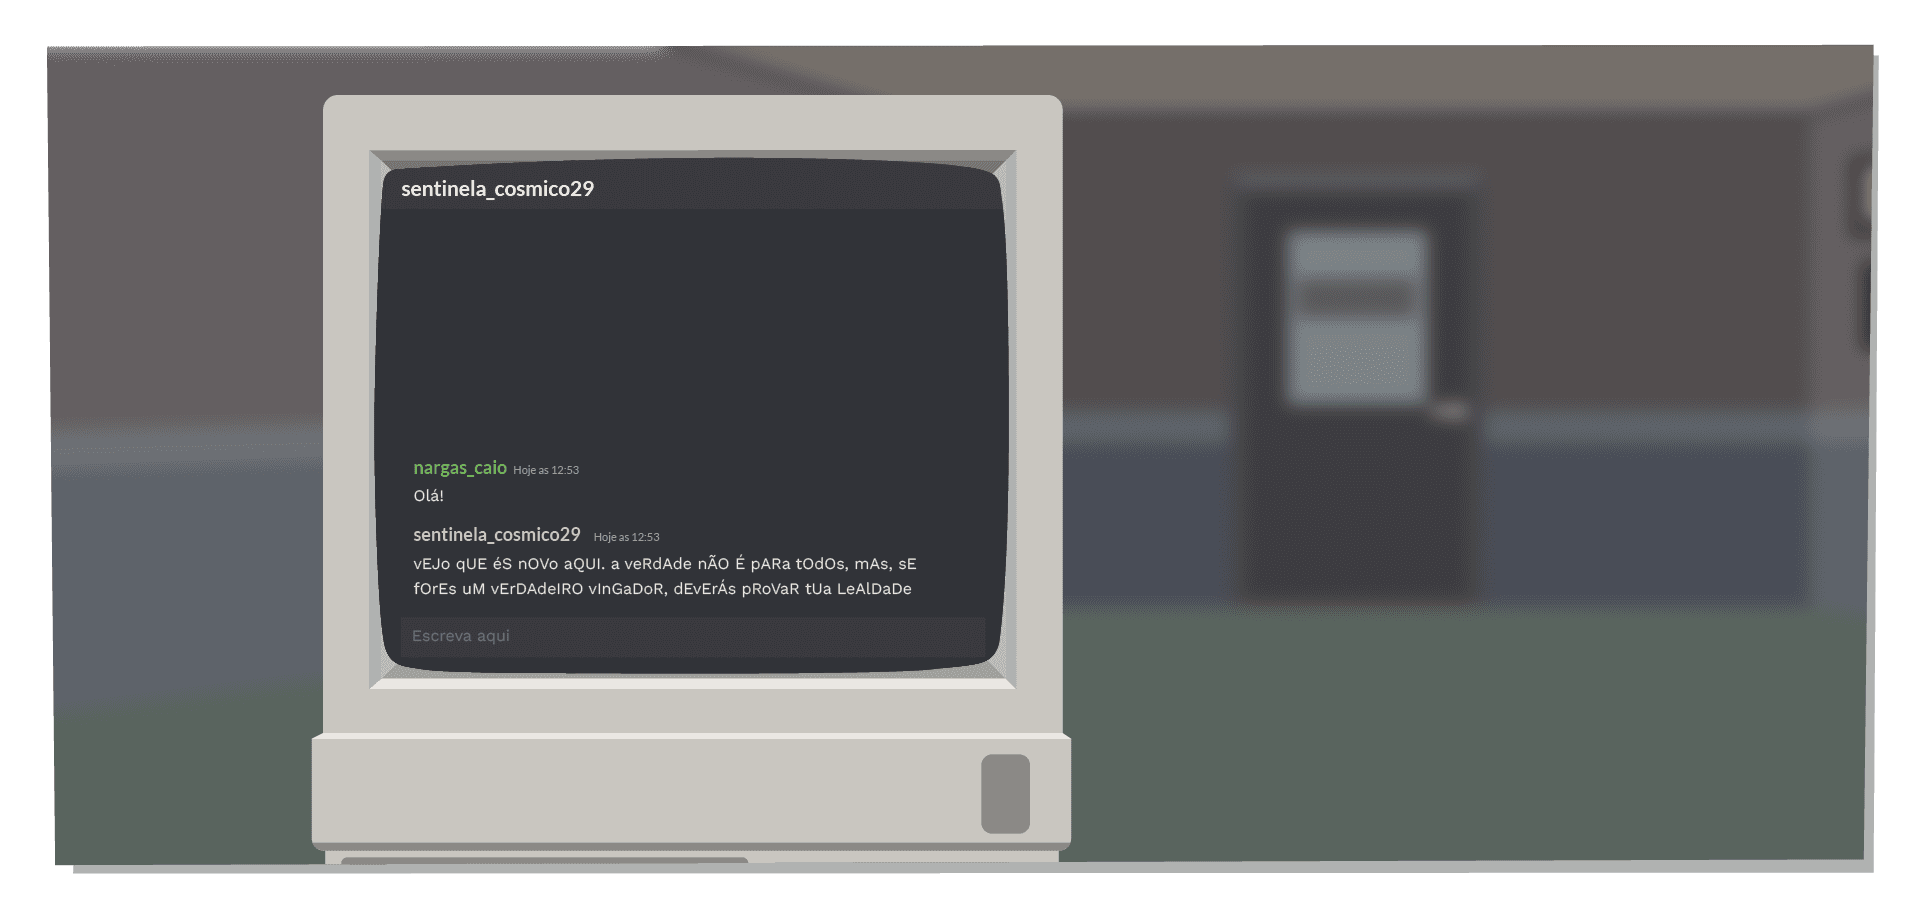 sentinela_cosmico29
nargas_caio Hoje as 12:53
Olá!
sentinela_cosmico29 Hoje as 12:53
vEJo qUE éS nOVo aQUI. a veRdAde nÃO É pARa tOdOs, mAs, sE
fOrEs uM vErDAdeIRO vInGaDoR, dEvErÁs pRoVaR tUa LeAlDaDe
Escreva aqui